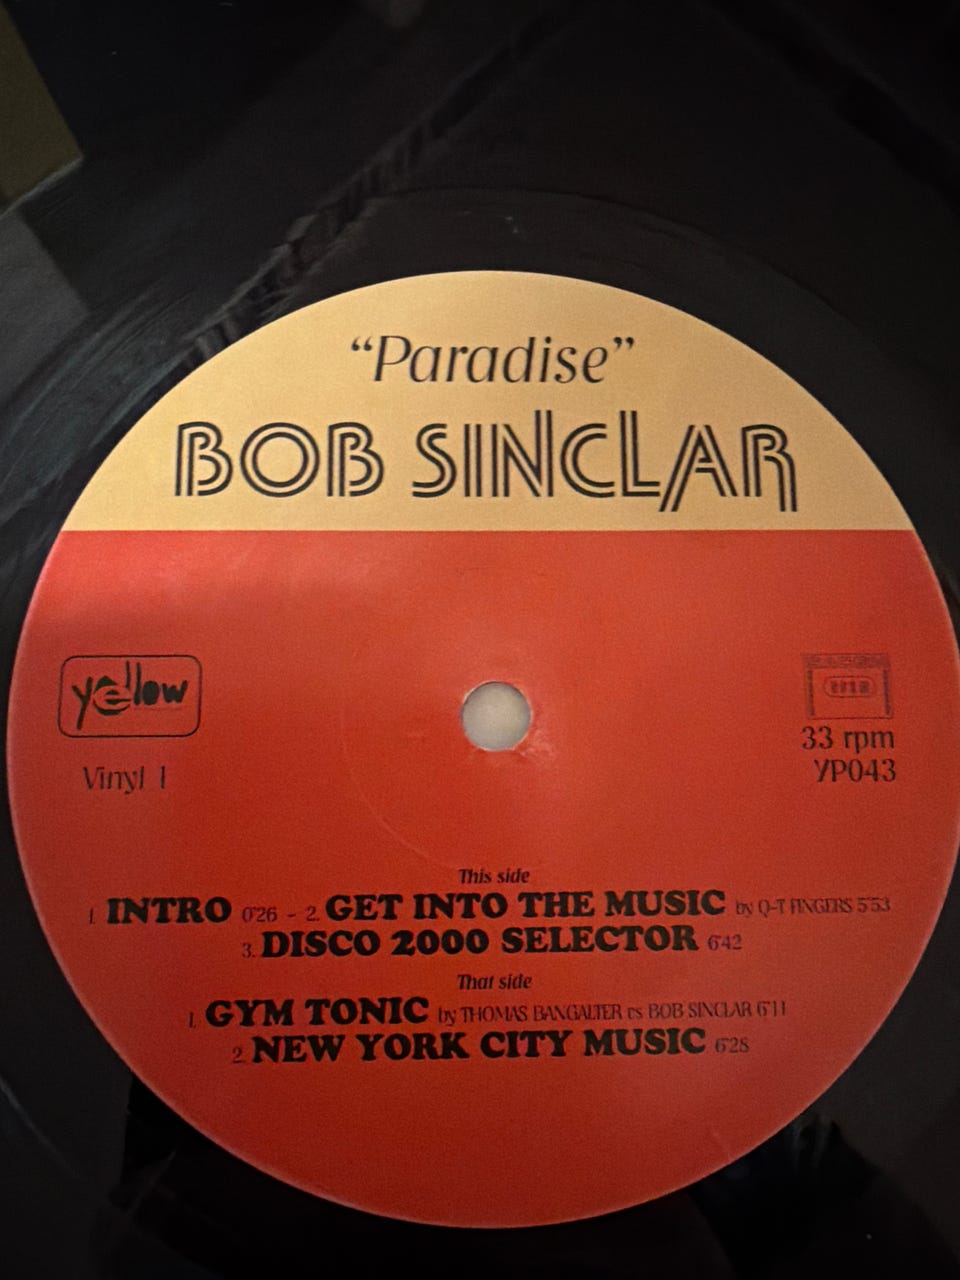 “Paradise”
BOB SINCLAR
yellow
Vinyl 1
33 rpm
YP043
This side
1. INTRO 0'26 - 2. GET INTO THE MUSIC by Q-T FINGERS 5'53
3. DISCO 2000 SELECTOR 6'42
That side
1. GYM TONIC by THOMAS BANGALTER vs BOB SINCLAR 6'11
2. NEW YORK CITY MUSIC 6'28